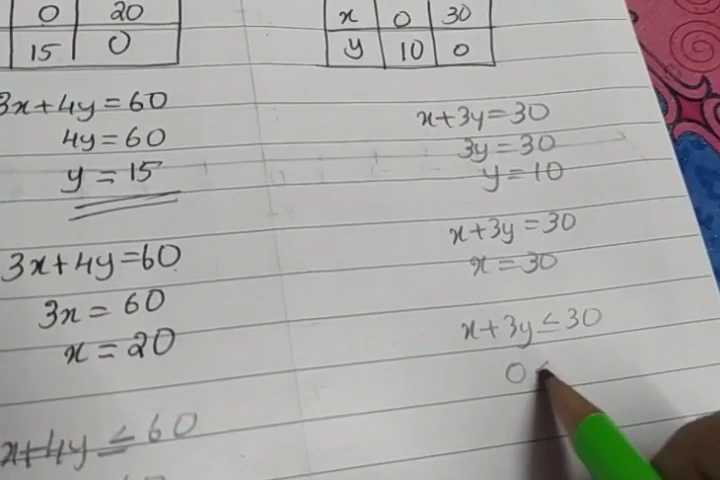 0 20
15 0
3x+4y=60
4y=60
y=15
3x+4y=60
3x=60
x=20
x+4y≤60
x 0 30
y 10 0
x+3y=30
3y=30
y=10
x+3y=30
x=30
x+3y≤30
0<